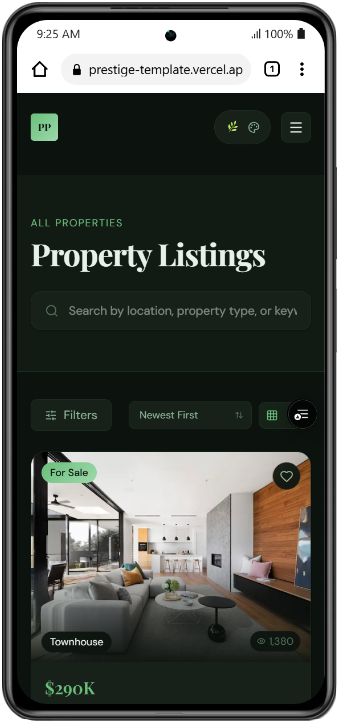 9:25 AM
100%
prestige-template.vercel.ap
1
PP
ALL PROPERTIES
Property Listings
Search by location, property type, or keyw
Filters
Newest First
For Sale
Townhouse
1,380
$290K